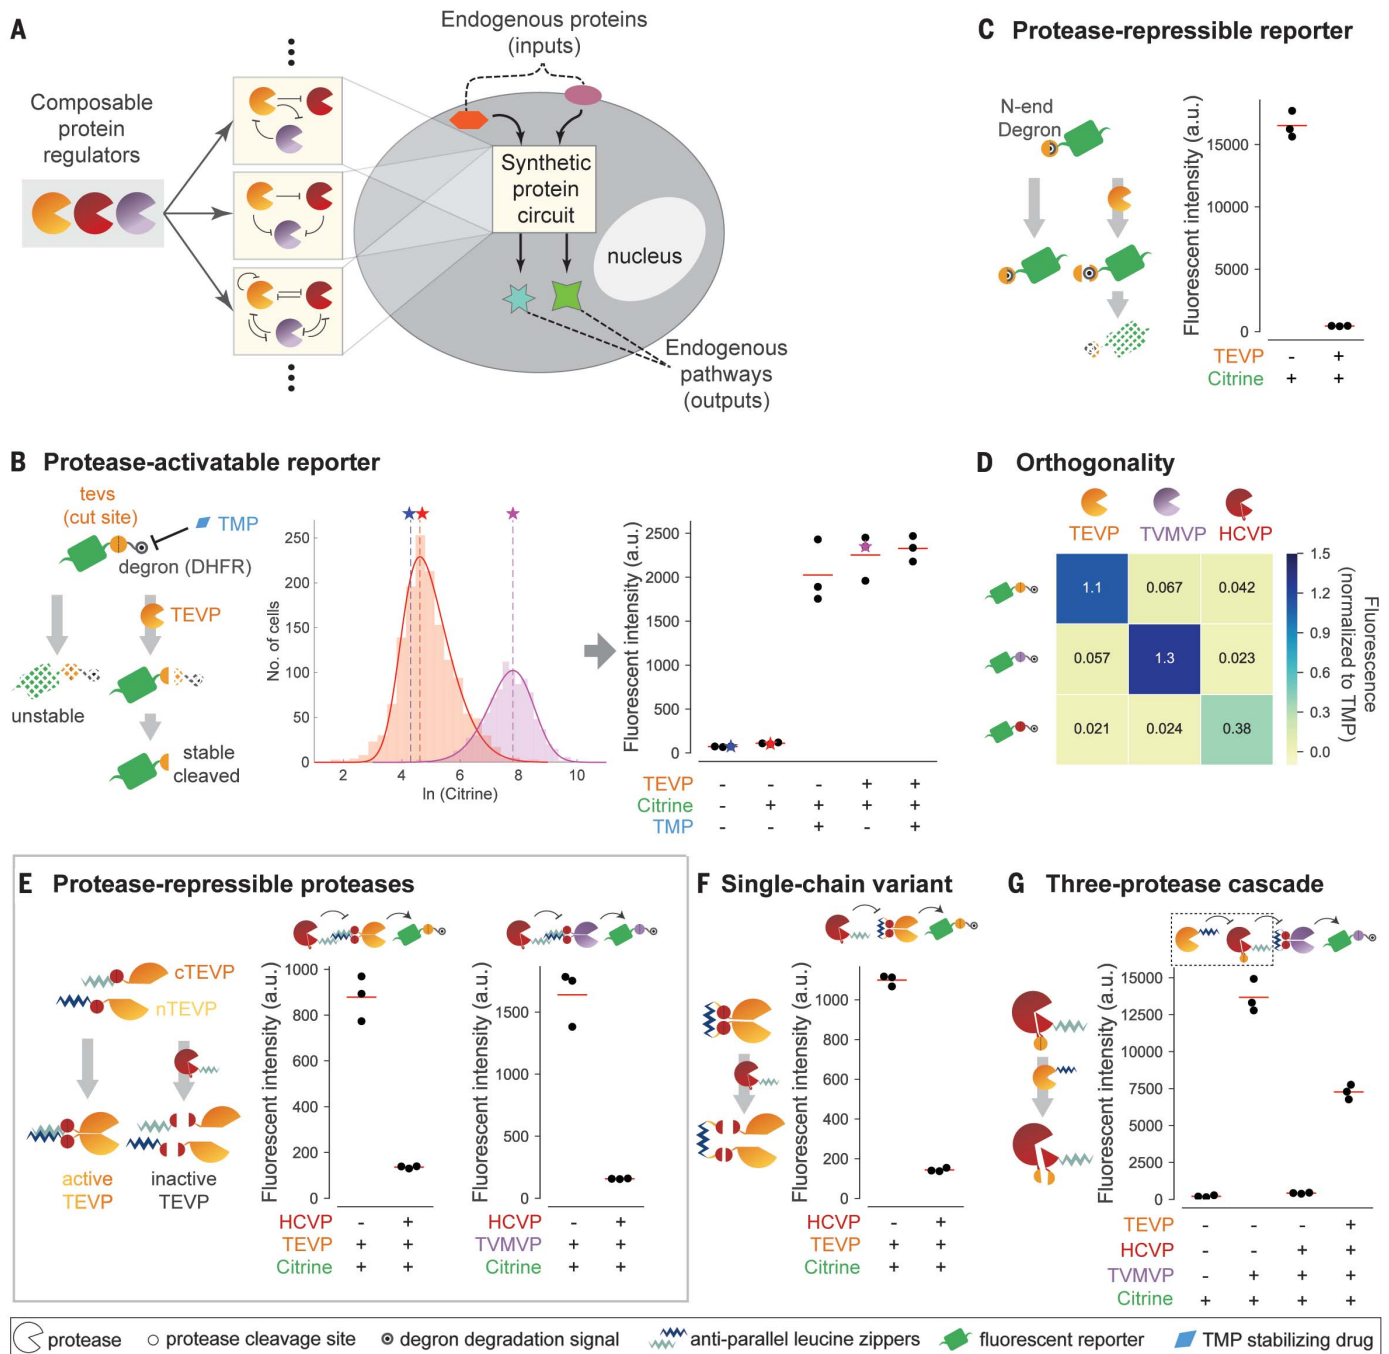 A
Composable
protein
regulators
Endogenous proteins
(inputs)
Synthetic
protein
circuit
nucleus
Endogenous
pathways
(outputs)
C Protease-repressible reporter
N-end
Degron
Fluorescent intensity (a.u.)
15000
10000
5000
0
TEVP - +
Citrine + +
B Protease-activatable reporter
tevs
(cut site)
TMP
degron (DHFR)
TEVP
unstable
stable
cleaved
No. of cells
250
200
150
100
50
0
2 4 6 8 10
ln (Citrine)
Fluorescent intensity (a.u.)
2500
2000
1500
1000
500
0
TEVP - - - + +
Citrine - + + + +
TMP - - + - +
D Orthogonality
TEVP TVMVP HCVP
1.1 0.067 0.042
0.057 1.3 0.023
0.021 0.024 0.38
1.5
1.2
0.9
0.6
0.3
0.0
Fluorescence
(normalized to TMP)
E Protease-repressible proteases
cTEVP
nTEVP
active
TEVP
inactive
TEVP
Fluorescent intensity (a.u.)
1000
800
600
400
200
0
HCVP - +
TEVP + +
Citrine + +
Fluorescent intensity (a.u.)
1500
1000
500
0
HCVP - +
TVMVP + +
Citrine + +
F Single-chain variant
Fluorescent intensity (a.u.)
1000
800
600
400
200
0
HCVP - +
TEVP + +
Citrine + +
G Three-protease cascade
Fluorescent intensity (a.u.)
15000
12500
10000
7500
5000
2500
0
TEVP - - - +
HCVP - - + +
TVMVP - + + +
Citrine + + + +
protease
protease cleavage site
degron degradation signal
anti-parallel leucine zippers
fluorescent reporter
TMP stabilizing drug